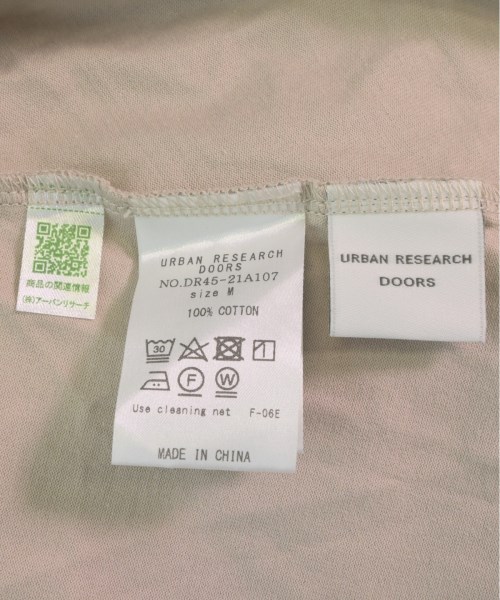 商品の関連情報
(株)アーバンリサーチ
URBAN RESEARCH
DOORS
NO.DR45-21A107
size M
100% COTTON
30
F
W
Use cleaning net F-06E
MADE IN CHINA
URBAN RESEARCH
DOORS